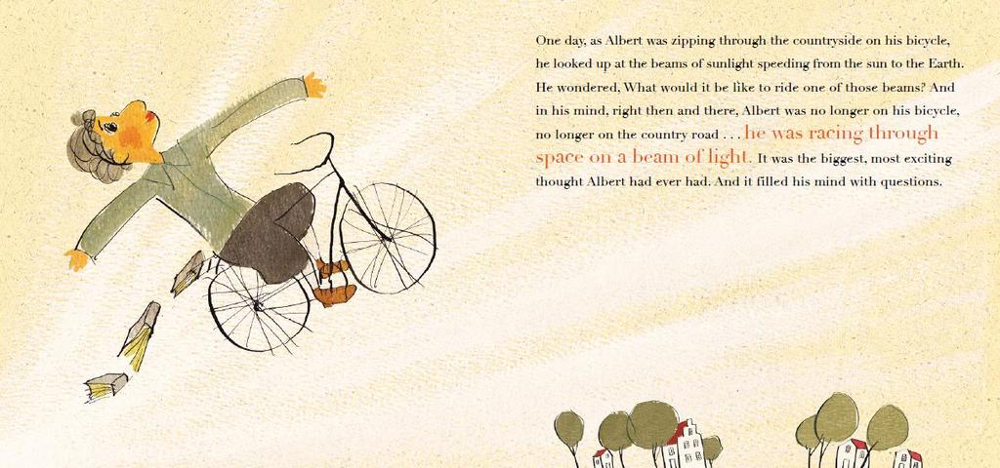 One day, as Albert was zipping through the countryside on his bicycle,
he looked up at the beams of sunlight speeding from the sun to the Earth.
He wondered, What would it be like to ride one of those beams? And
in his mind, right then and there, Albert was no longer on his bicycle,
no longer on the country road . . . he was racing through
space on a beam of light. It was the biggest, most exciting
thought Albert had ever had. And it filled his mind with questions.